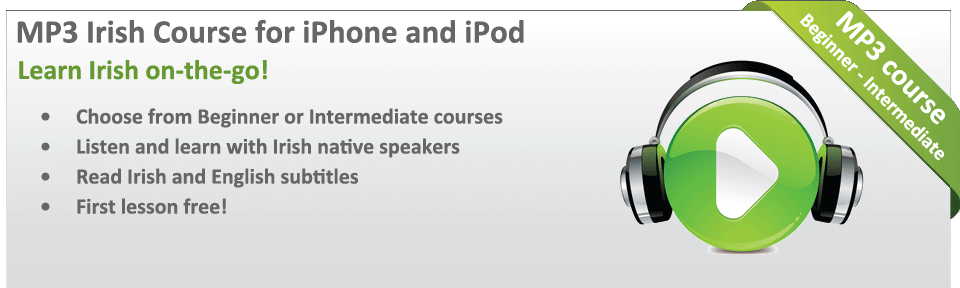 MP3 Irish Course for iPhone and iPod
Learn Irish on-the-go!
• Choose from Beginner or Intermediate courses
• Listen and learn with Irish native speakers
• Read Irish and English subtitles
• First lesson free!
MP3 course
Beginner - Intermediate